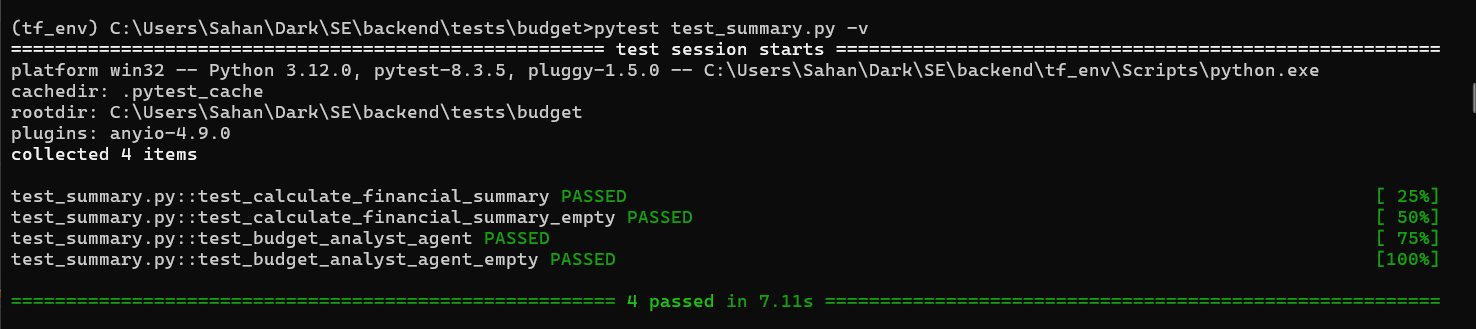 (tf_env) C:\Users\Sahan\Dark\SE\backend\tests\budget>pytest test_summary.py -v
====================================================== test session starts =======================================================
platform win32 -- Python 3.12.0, pytest-8.3.5, pluggy-1.5.0 -- C:\Users\Sahan\Dark\SE\backend\tf_env\Scripts\python.exe
cachedir: .pytest_cache
rootdir: C:\Users\Sahan\Dark\SE\backend\tests\budget
plugins: anyio-4.9.0
collected 4 items

test_summary.py::test_calculate_financial_summary PASSED                                                                    [ 25%]
test_summary.py::test_calculate_financial_summary_empty PASSED                                                              [ 50%]
test_summary.py::test_budget_analyst_agent PASSED                                                                           [ 75%]
test_summary.py::test_budget_analyst_agent_empty PASSED                                                                     [100%]

======================================================= 4 passed in 7.11s ========================================================